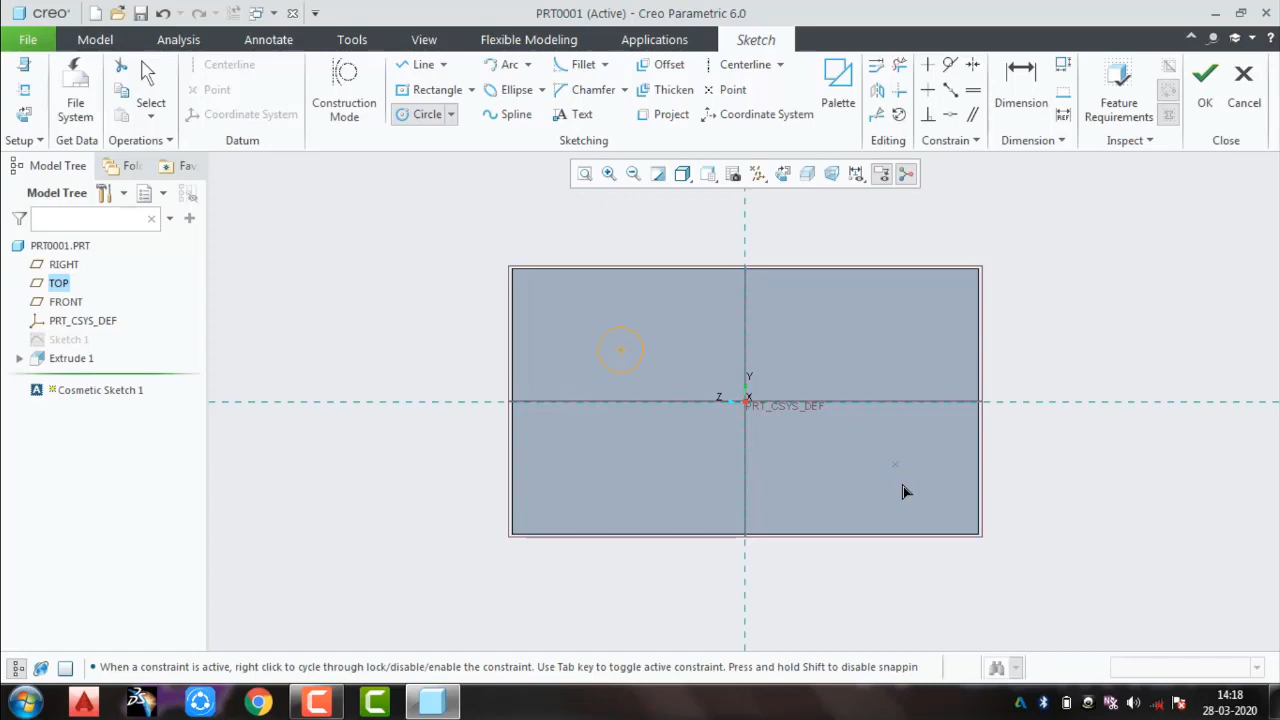 creo
PRT0001 (Active) - Creo Parametric 6.0
File Model Analysis Annotate Tools View Flexible Modeling Applications Sketch
File System
Select
Centerline
Point
Coordinate System
Construction Mode
Line Arc Fillet Offset Centerline
Rectangle Ellipse Chamfer Thicken Point
Circle Spline Text Project Coordinate System
Palette
Dimension
REF
Feature Requirements
OK Cancel
Setup Get Data Operations Datum Sketching Editing Constrain Dimension Inspect Close
Model Tree Fol Fav
Model Tree
PRT0001.PRT
RIGHT
TOP
FRONT
PRT_CSYS_DEF
Sketch 1
Extrude 1
A Cosmetic Sketch 1
Y
Z X
PRT_CSYS_DEF
• When a constraint is active, right click to cycle through lock/disable/enable the constraint. Use Tab key to toggle active constraint. Press and hold Shift to disable snappin
14:18
28-03-2020